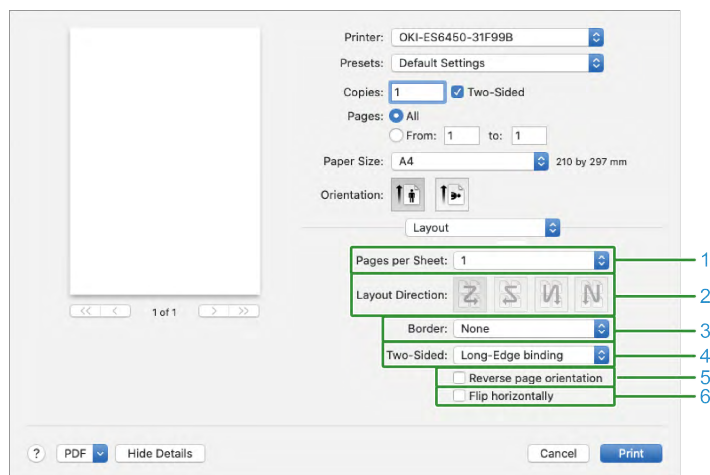 Printer: OKI-ES6450-31F99B
Presets: Default Settings
Copies: 1 Two-Sided
Pages: All
From: 1 to: 1
Paper Size: A4 210 by 297 mm
Orientation:
Layout
Pages per Sheet: 1 1
Layout Direction: 2
Border: None 3
Two-Sided: Long-Edge binding 4
Reverse page orientation 5
Flip horizontally 6
<< < 1 of 1 > >>
? PDF Hide Details Cancel Print